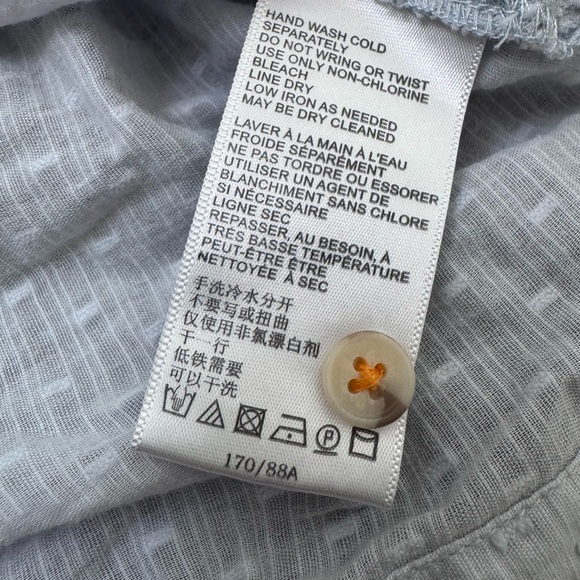 HAND WASH COLD
SEPARATELY
DO NOT WRING OR TWIST
USE ONLY NON-CHLORINE
BLEACH
LINE DRY
LOW IRON AS NEEDED
MAY BE DRY CLEANED
LAVER À LA MAIN À L'EAU
FROIDE SÉPARÉMENT
NE PAS TORDRE OU ESSORER
UTILISER UN AGENT DE
BLANCHIMENT SANS CHLORE
SI NÉCESSAIRE
LIGNE SEC
REPASSER, AU BESOIN, À
TRÈS BASSE TEMPÉRATURE
PEUT-ÊTRE ÊTRE
NETTOYÉE À SEC
手洗冷水分开
不要写或扭曲
仅使用非氯漂白剂
干一行
低铁需要
可以干洗
P
170/88A